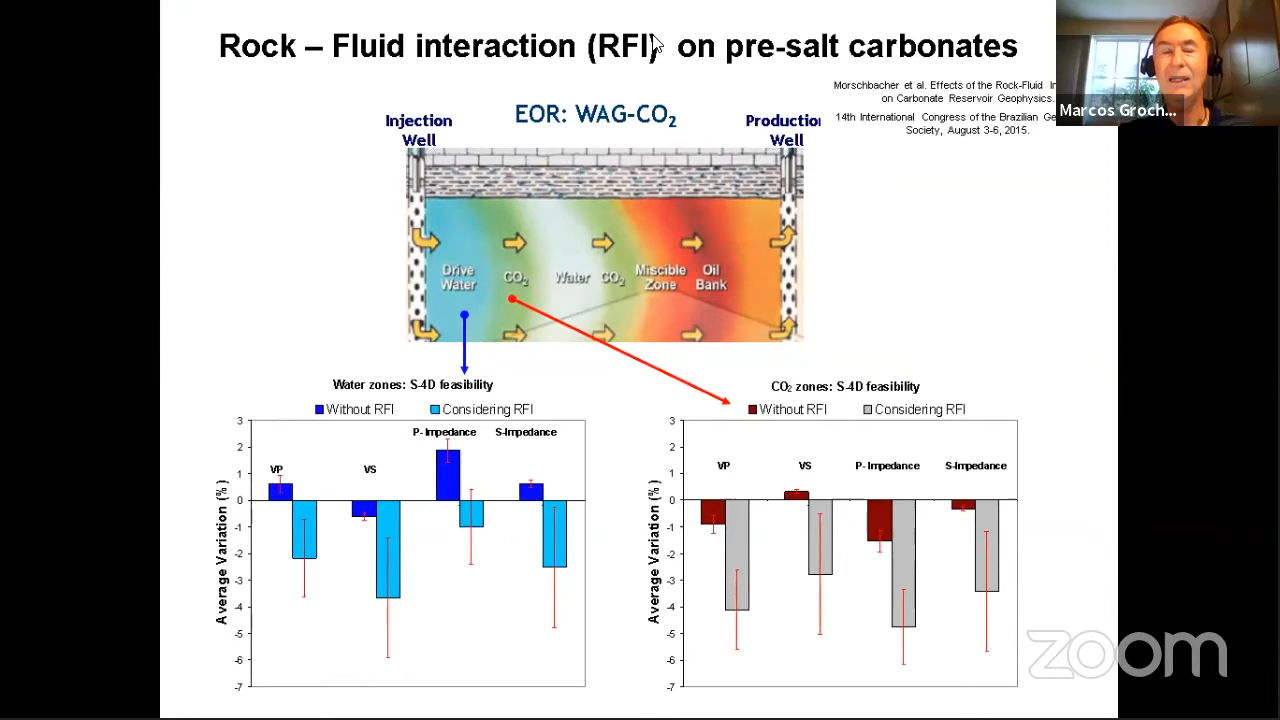 Rock – Fluid interaction (RFI) on pre-salt carbonates
Morschbacher et al. Effects of the Rock-Fluid
on Carbonate Reservoir Geophysics.
14th International Congress of the Brazilian
Society, August 3-6, 2015.
Marcos Groch...
EOR: WAG-CO₂
Injection
Well
Production
Well
Drive
Water
CO₂
Water
CO₂
Miscible
Zone
Oil
Bank
Water zones: S-4D feasibility
Without RFI
Considering RFI
P- Impedance
S-Impedance
VP
VS
Average Variation (%)
3
2
1
0
-1
-2
-3
-4
-5
-6
-7
CO₂ zones: S-4D feasibility
Without RFI
Considering RFI
VP
VS
P- Impedance
S-Impedance
Average Variation (%)
3
2
1
0
-1
-2
-3
-4
-5
-6
-7
zoom